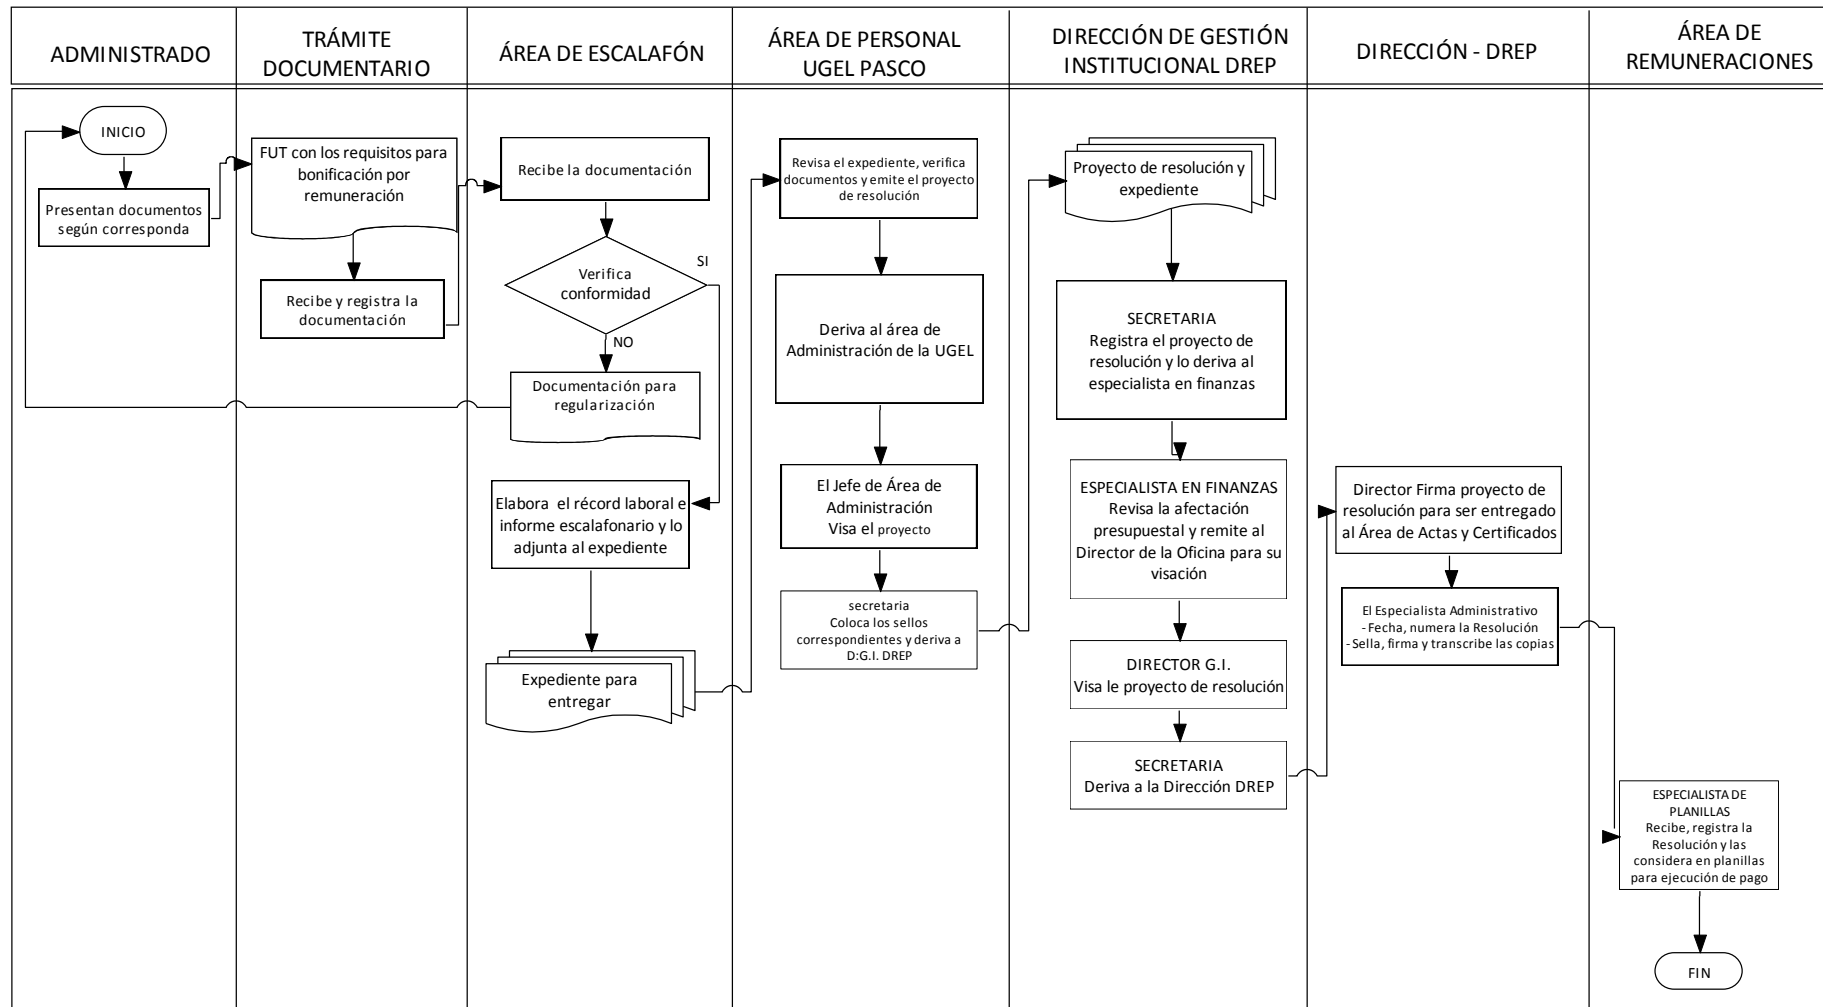 ADMINISTRADO
TRÁMITE
DOCUMENTARIO
ÁREA DE ESCALAFÓN
ÁREA DE PERSONAL
UGEL PASCO
DIRECCIÓN DE GESTIÓN
INSTITUCIONAL DREP
DIRECCIÓN - DREP
ÁREA DE
REMUNERACIONES
INICIO
Presentan documentos
según corresponda
FUT con los requisitos para
bonificación por
remuneración
Recibe y registra la
documentación
Recibe la documentación
Verifica
conformidad
SI
NO
Documentación para
regularización
Elabora el récord laboral e
informe escalafonario y lo
adjunta al expediente
Expediente para
entregar
Revisa el expediente, verifica
documentos y emite el proyecto
de resolución
Deriva al área de
Administración de la UGEL
El Jefe de Área de
Administración
Visa el proyecto
secretaria
Coloca los sellos
correspondientes y deriva a
D:G.I. DREP
Proyecto de resolución y
expediente
SECRETARIA
Registra el proyecto de
resolución y lo deriva al
especialista en finanzas
ESPECIALISTA EN FINANZAS
Revisa la afectación
presupuestal y remite al
Director de la Oficina para su
visación
DIRECTOR G.I.
Visa le proyecto de resolución
SECRETARIA
Deriva a la Dirección DREP
Director Firma proyecto de
resolución para ser entregado
al Área de Actas y Certificados
El Especialista Administrativo
- Fecha, numera la Resolución
- Sella, firma y transcribe las copias
ESPECIALISTA DE
PLANILLAS
Recibe, registra la
Resolución y las
considera en planillas
para ejecución de pago
FIN